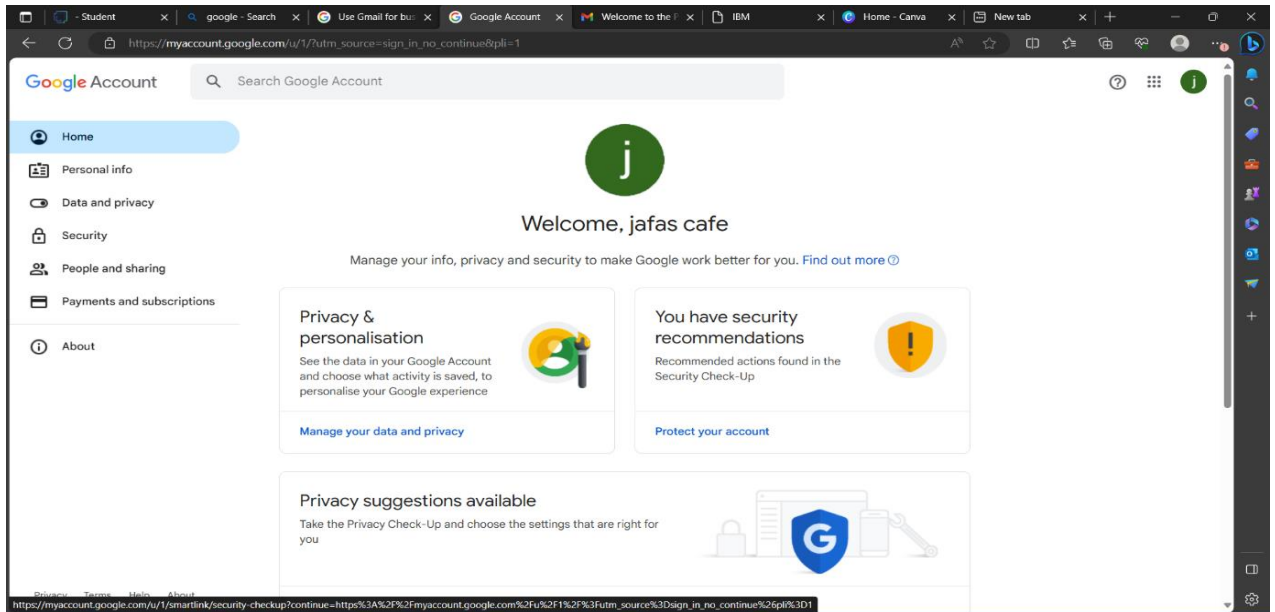 - Student
google - Search
Use Gmail for bus
Google Account
Welcome to the P
IBM
Home - Canva
New tab
https://myaccount.google.com/u/1/?utm_source=sign_in_no_continue&pli=1
Google Account
Search Google Account
j
Home
Personal info
Data and privacy
Security
People and sharing
Payments and subscriptions
About
j
Welcome, jafas cafe
Manage your info, privacy and security to make Google work better for you. Find out more
Privacy &
personalisation
See the data in your Google Account
and choose what activity is saved, to
personalise your Google experience
Manage your data and privacy
You have security
recommendations
Recommended actions found in the
Security Check-Up
Protect your account
Privacy suggestions available
Take the Privacy Check-Up and choose the settings that are right for
you
G
Privacy Terms Help About
https://myaccount.google.com/u/1/smartlink/security-checkup?continue=https%3A%2F%2Fmyaccount.google.com%2Fu%2F1%2F%3Futm_source%3Dsign_in_no_continue%26pli%3D1